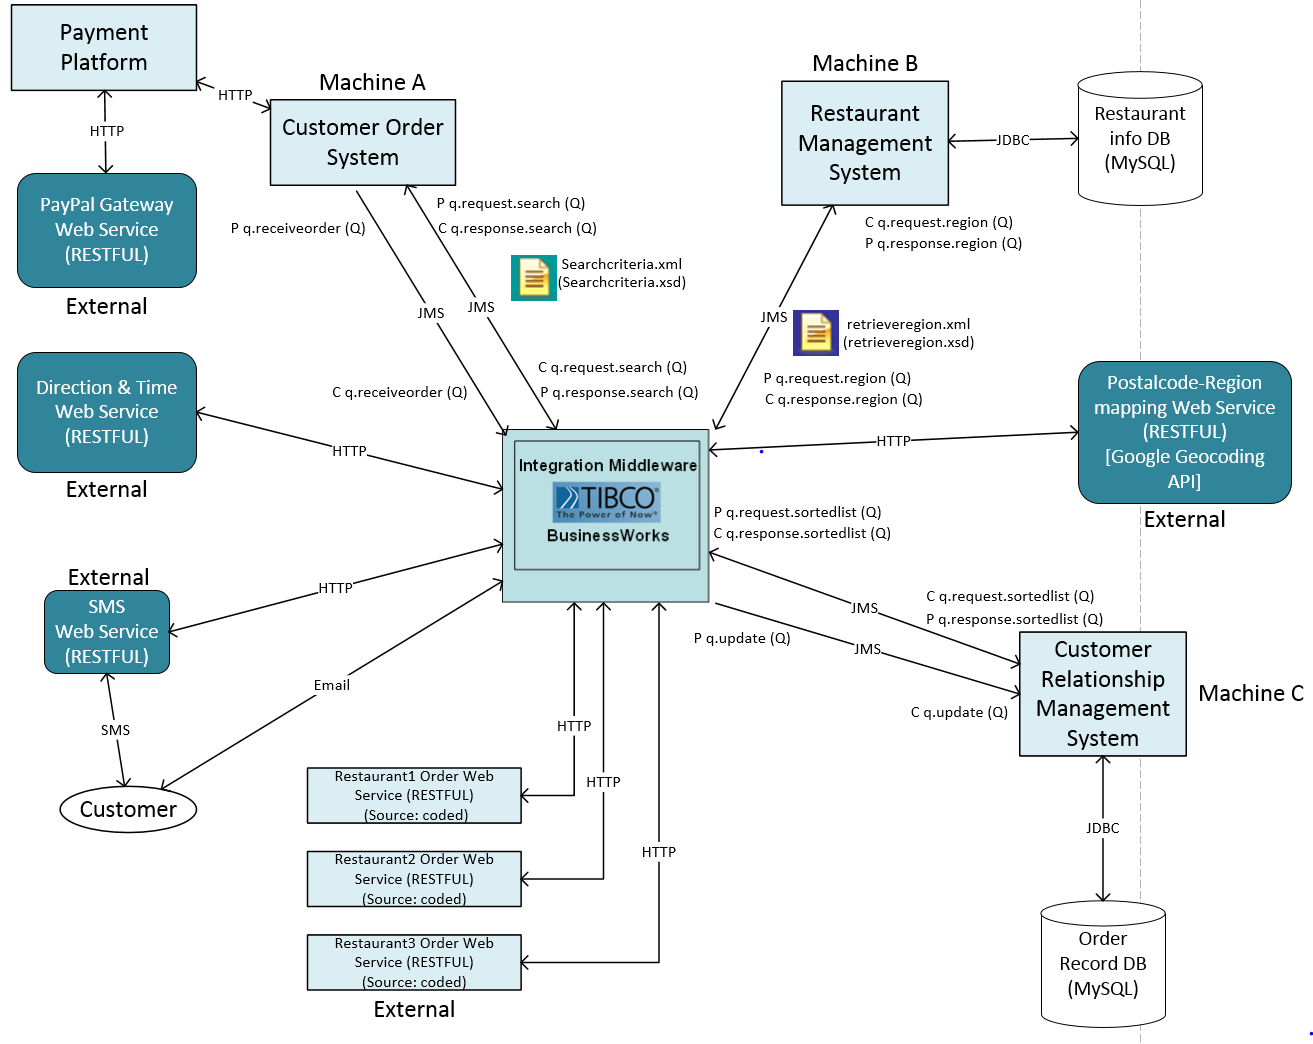 Payment
Platform
HTTP
HTTP
PayPal Gateway
Web Service
(RESTFUL)
External
Machine A
Customer Order
System
P q.receiveorder (Q)
P q.request.search (Q)
C q.response.search (Q)
Searchcriteria.xml
(Searchcriteria.xsd)
JMS
JMS
C q.receiveorder (Q)
C q.request.search (Q)
P q.response.search (Q)
Machine B
Restaurant
Management
System
JDBC
Restaurant
info DB
(MySQL)
C q.request.region (Q)
P q.response.region (Q)
JMS
retrieveregion.xml
(retrieveregion.xsd)
P q.request.region (Q)
C q.response.region (Q)
Direction & Time
Web Service
(RESTFUL)
External
HTTP
Integration Middleware
TIBCO®
The Power of Now®
BusinessWorks
HTTP
Postalcode-Region
mapping Web Service
(RESTFUL)
[Google Geocoding
API]
External
P q.request.sortedlist (Q)
C q.response.sortedlist (Q)
JMS
C q.request.sortedlist (Q)
P q.response.sortedlist (Q)
P q.update (Q)
JMS
C q.update (Q)
Customer
Relationship
Management
System
Machine C
JDBC
Order
Record DB
(MySQL)
External
SMS
Web Service
(RESTFUL)
HTTP
SMS
Email
Customer
HTTP
HTTP
HTTP
Restaurant1 Order Web
Service (RESTFUL)
(Source: coded)
Restaurant2 Order Web
Service (RESTFUL)
(Source: coded)
Restaurant3 Order Web
Service (RESTFUL)
(Source: coded)
External